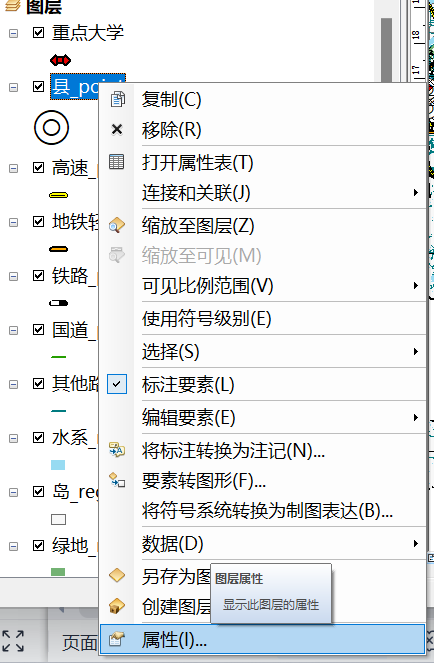 图层
重点大学
县_point
复制(C)
移除(R)
打开属性表(T)
高速_
连接和关联(J)
地铁轻
缩放至图层(Z)
缩放至可见(M)
铁路_
可见比例范围(V)
使用符号级别(E)
国道_
选择(S)
其他路
标注要素(L)
编辑要素(E)
水系_
将标注转换为注记(N)...
要素转图形(F)...
岛_reg
将符号系统转换为制图表达(B)...
绿地_
数据(D)
另存为图
图层属性
创建图层
显示此图层的属性
页面
属性(I)...